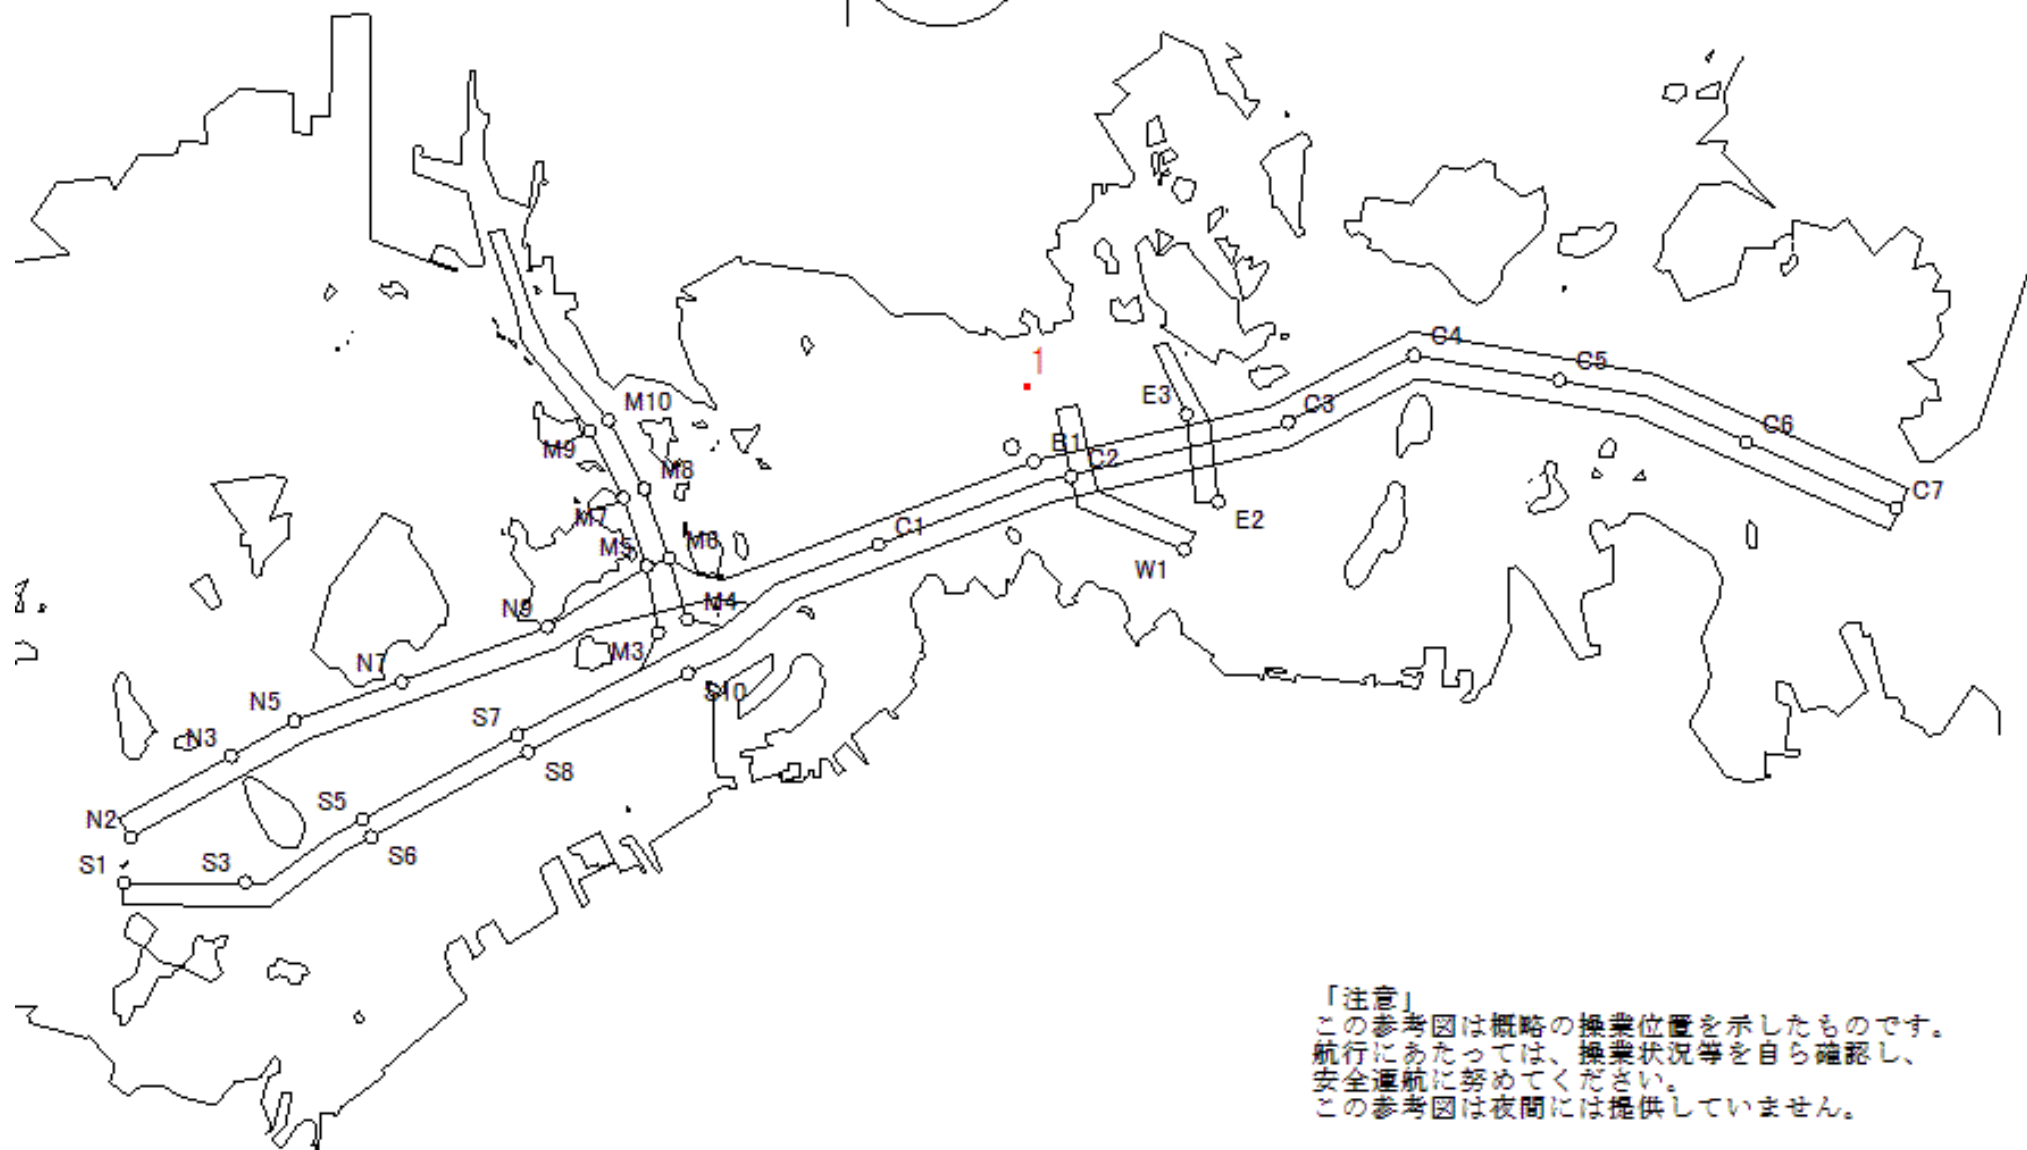 1
C4
C5
E3
M10
C3
C6
M9
B1
M8
C2
C7
M7
E2
C1
M5
M6
W1
N9
M4
M3
N7
S10
N5
S7
N3
S8
S5
N2
S6
S1
S3
「注意」
この参考図は概略の操業位置を示したものです。
航行にあたっては、操業状況等を自ら確認し、
安全運航に努めてください。
この参考図は夜間には提供していません。